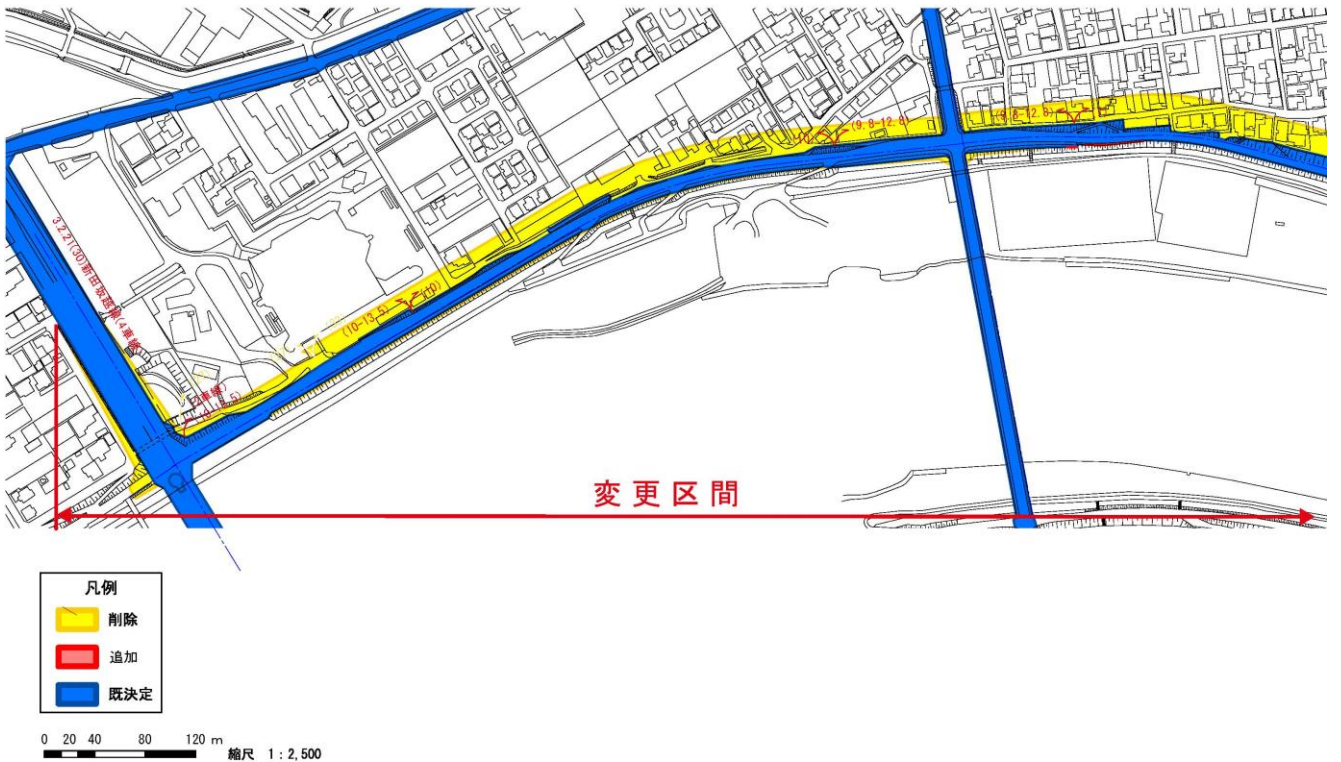 (9.8-12.8)
(9.8-12.8)
3.2.21(30)新田坂越線(4車線)
(10)
(10-13.5)
変更区間
凡例
削除
追加
既決定
0 20 40 80 120 m
縮尺 1:2,500